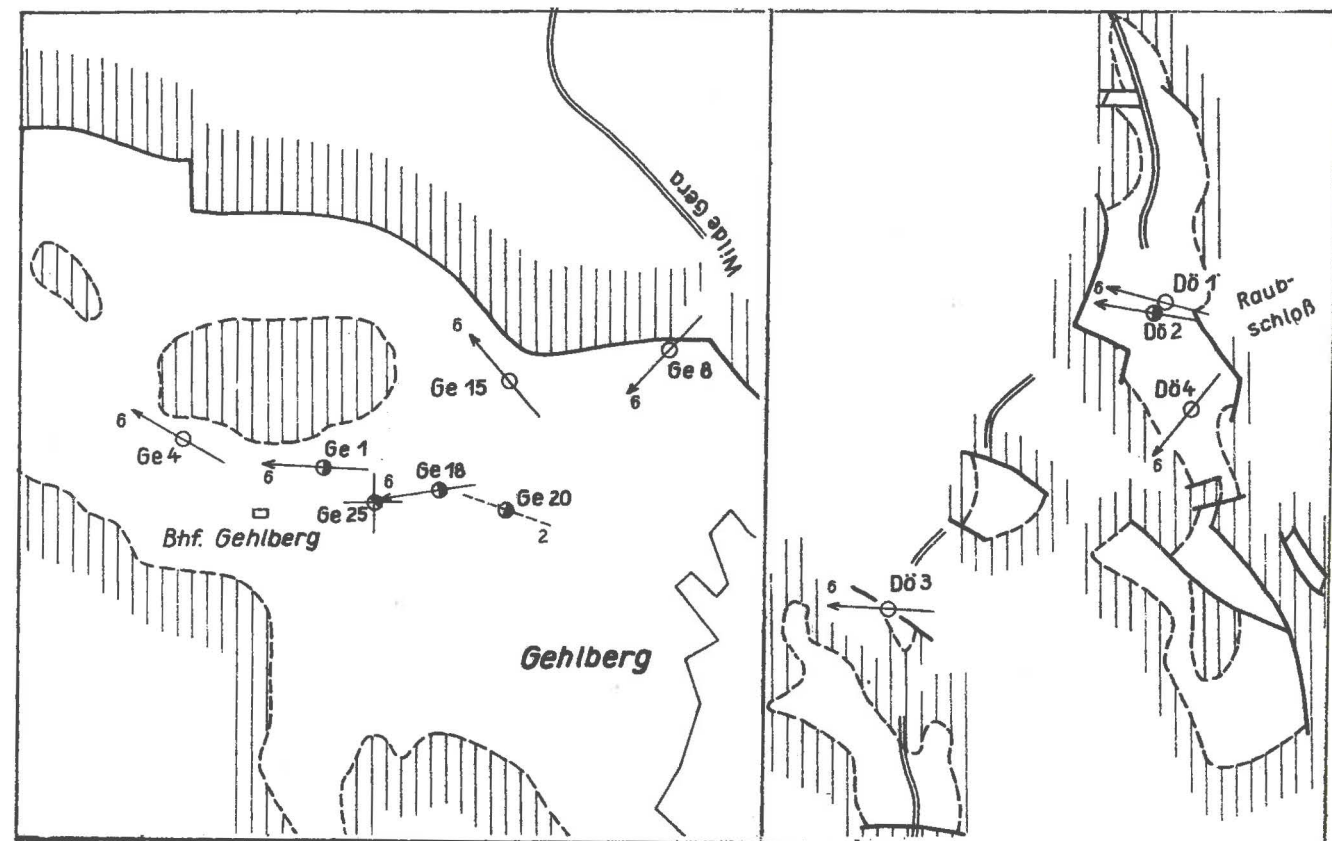 Wilde Gera
6
Ge 15
Ge 8
6
6
Ge 4
Ge 1
6
Ge 18
6
Ge 25
Ge 20
2
Bhf. Gehlberg
Gehlberg
Dö 1
6
Dö 2
Raub-
schloß
Dö 4
6
Dö 3
6